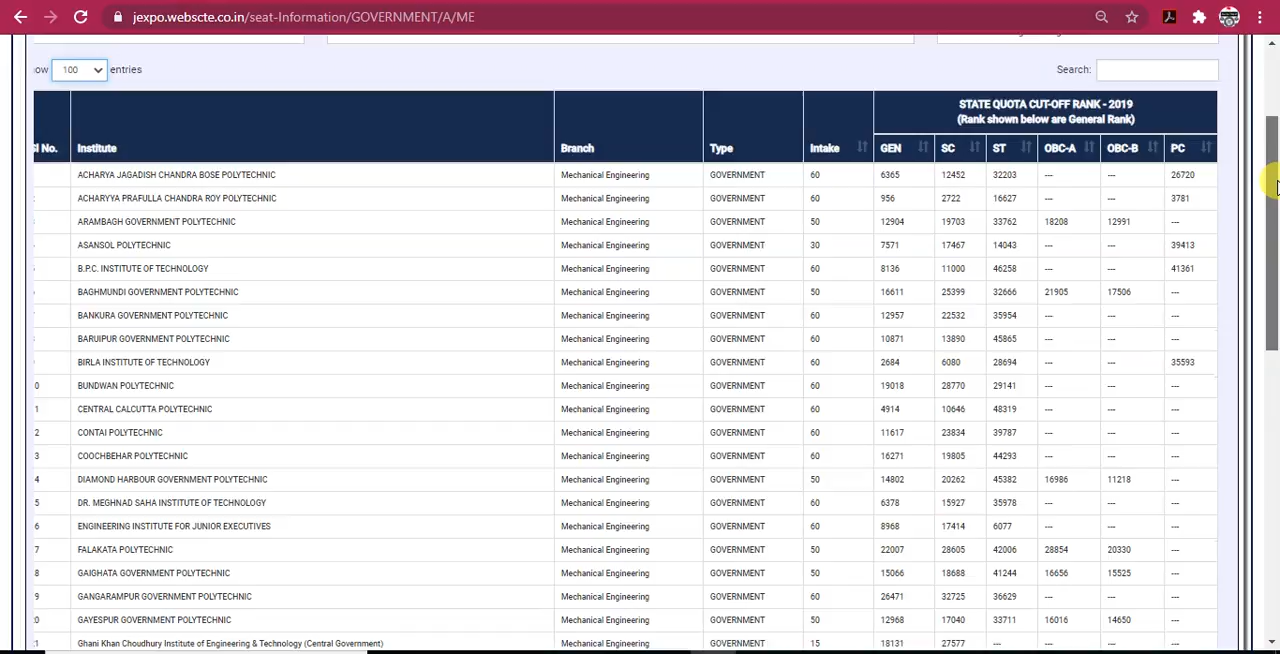 jexpo.webscte.co.in/seat-Information/GOVERNMENT/A/ME
ow 100 entries Search:
STATE QUOTA CUT-OFF RANK - 2019
(Rank shown below are General Rank)
Sl No. Institute Branch Type Intake GEN SC ST OBC-A OBC-B PC
ACHARYA JAGADISH CHANDRA BOSE POLYTECHNIC Mechanical Engineering GOVERNMENT 60 6365 12452 32203 --- --- 26720
ACHARYYA PRAFULLA CHANDRA ROY POLYTECHNIC Mechanical Engineering GOVERNMENT 60 956 2722 16627 --- --- 3781
ARAMBAGH GOVERNMENT POLYTECHNIC Mechanical Engineering GOVERNMENT 50 12904 19703 33762 18208 12991 ---
ASANSOL POLYTECHNIC Mechanical Engineering GOVERNMENT 30 7571 17467 14043 --- --- 39413
B.P.C. INSTITUTE OF TECHNOLOGY Mechanical Engineering GOVERNMENT 60 8136 11000 46258 --- --- 41361
BAGHMUNDI GOVERNMENT POLYTECHNIC Mechanical Engineering GOVERNMENT 50 16611 25399 32666 21905 17506 ---
BANKURA GOVERNMENT POLYTECHNIC Mechanical Engineering GOVERNMENT 60 12957 22532 35954 --- --- ---
BARUIPUR GOVERNMENT POLYTECHNIC Mechanical Engineering GOVERNMENT 60 10871 13890 45865 --- --- ---
BIRLA INSTITUTE OF TECHNOLOGY Mechanical Engineering GOVERNMENT 60 2684 6080 28694 --- --- 35593
0 BUNDWAN POLYTECHNIC Mechanical Engineering GOVERNMENT 60 19018 28770 29141 --- --- ---
1 CENTRAL CALCUTTA POLYTECHNIC Mechanical Engineering GOVERNMENT 60 4914 10646 48319 --- --- ---
2 CONTAI POLYTECHNIC Mechanical Engineering GOVERNMENT 60 11617 23834 39787 --- --- ---
3 COOCHBEHAR POLYTECHNIC Mechanical Engineering GOVERNMENT 60 16271 19805 44293 --- --- ---
4 DIAMOND HARBOUR GOVERNMENT POLYTECHNIC Mechanical Engineering GOVERNMENT 50 14802 20262 45382 16986 11218 ---
5 DR. MEGHNAD SAHA INSTITUTE OF TECHNOLOGY Mechanical Engineering GOVERNMENT 60 6378 15927 35978 --- --- ---
6 ENGINEERING INSTITUTE FOR JUNIOR EXECUTIVES Mechanical Engineering GOVERNMENT 60 8968 17414 6077 --- --- ---
7 FALAKATA POLYTECHNIC Mechanical Engineering GOVERNMENT 50 22007 28605 42006 28854 20330 ---
8 GAIGHATA GOVERNMENT POLYTECHNIC Mechanical Engineering GOVERNMENT 50 15066 18688 41244 16656 15525 ---
9 GANGARAMPUR GOVERNMENT POLYTECHNIC Mechanical Engineering GOVERNMENT 60 26471 32725 36629 --- --- ---
20 GAYESPUR GOVERNMENT POLYTECHNIC Mechanical Engineering GOVERNMENT 50 12968 17040 33711 16016 14650 ---
21 Ghani Khan Choudhury Institute of Engineering & Technology (Central Government) Mechanical Engineering GOVERNMENT 15 18131 27577 --- --- --- ---